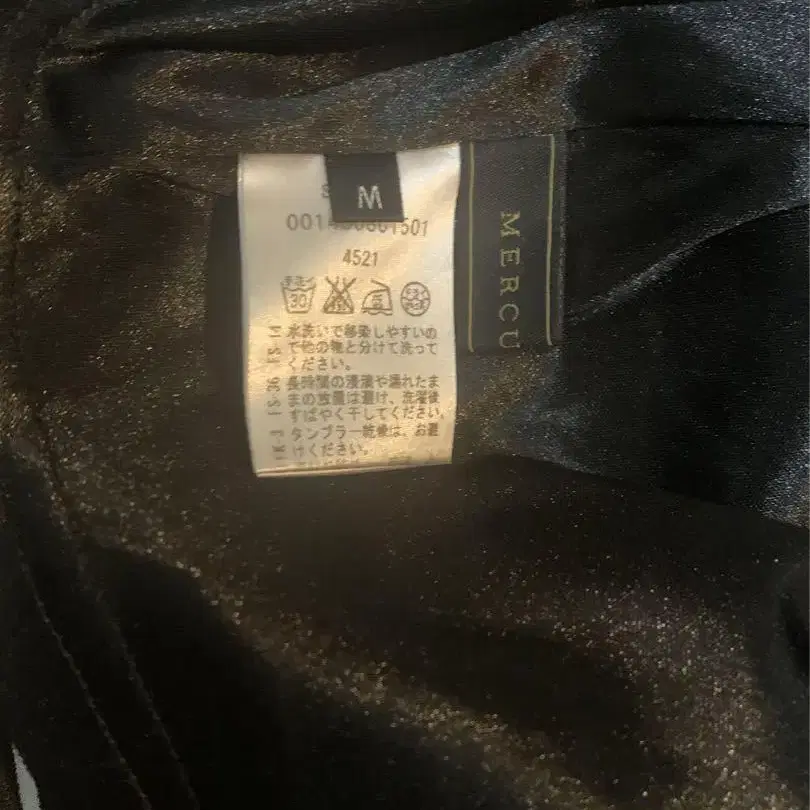 M
4521
30
水洗いで移染しやすいの
で他の物と分けて洗って
ください。
長時間の浸漬や濡れたま
まの放置は避け、洗濯後
すばやく干してください。
タンブラー乾燥は、お避
けください。
MERCU